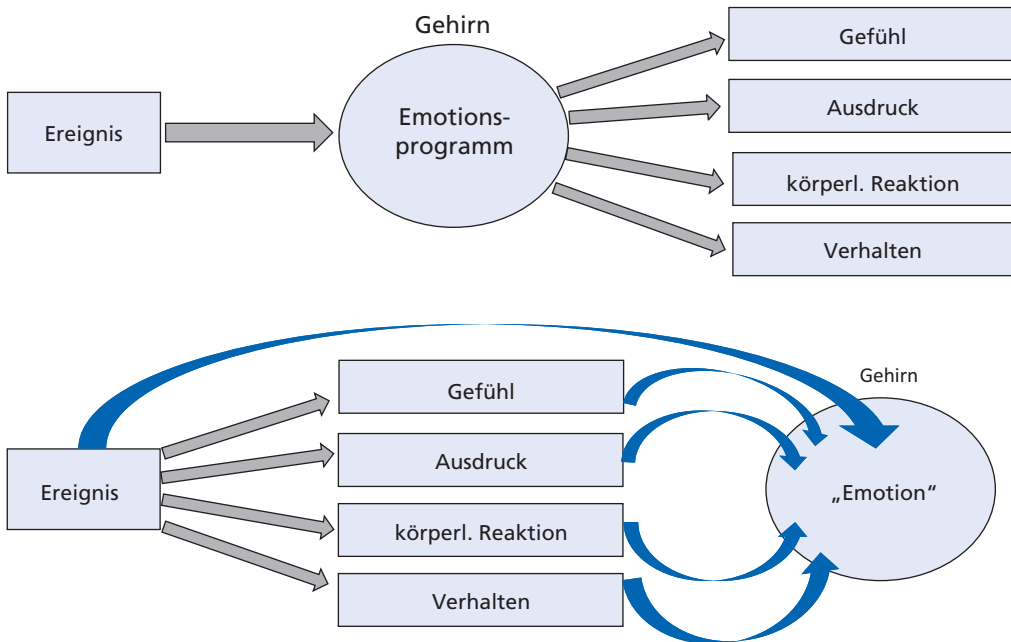 Gehirn
Ereignis
Emotions-
programm
Gefühl
Ausdruck
körperl. Reaktion
Verhalten
Ereignis
Gefühl
Ausdruck
körperl. Reaktion
Verhalten
Gehirn
„Emotion“